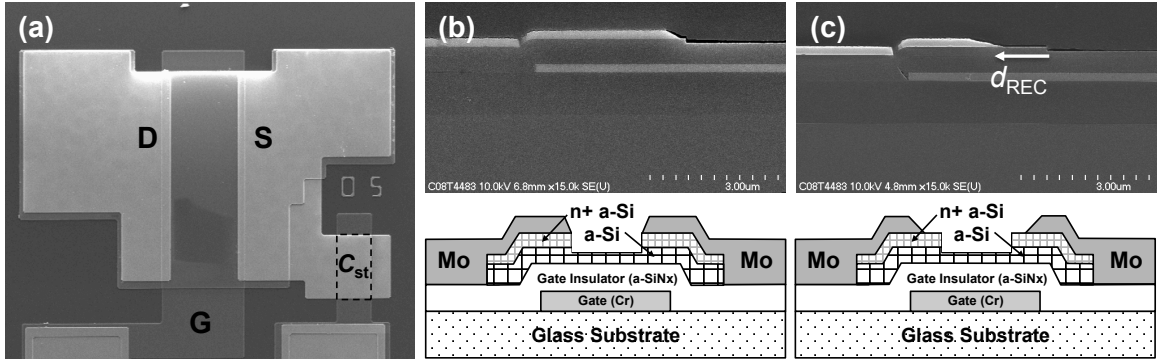 (a)
D
S
0 5
Cst
G
(b)
C08T4483 10.0kV 6.8mm x15.0k SE(U)
3.00um
n+ a-Si
a-Si
Mo
Mo
Gate Insulator (a-SiNx)
Gate (Cr)
Glass Substrate
(c)
dREC
C08T4483 10.0kV 4.8mm x15.0k SE(U)
3.00um
n+ a-Si
a-Si
Mo
Mo
Gate Insulator (a-SiNx)
Gate (Cr)
Glass Substrate